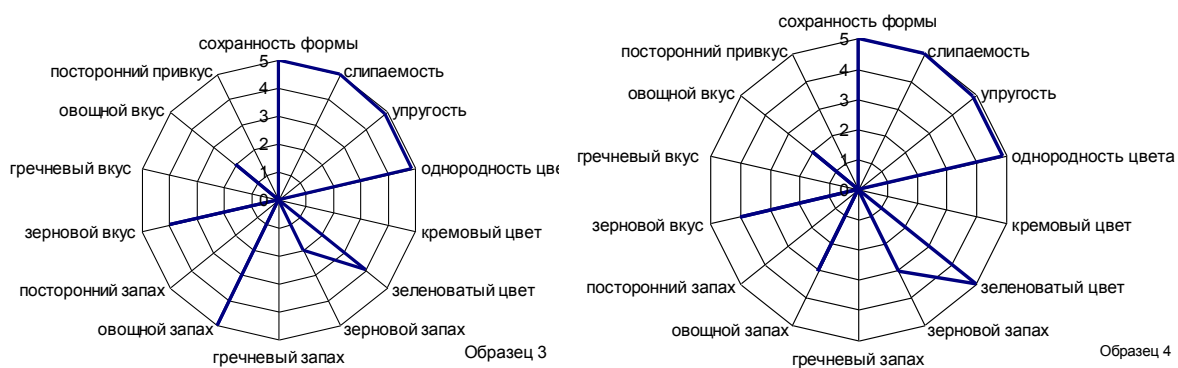 сохранность формы
слипаемость
упругость
однородность цве
кремовый цвет
зеленоватый цвет
зерновой запах
гречневый запах
овощной запах
посторонний запах
зерновой вкус
гречневый вкус
овощной вкус
посторонний привкус
5
4
3
2
1
0
Образец 3
сохранность формы
слипаемость
упругость
однородность цвета
кремовый цвет
зеленоватый цвет
зерновой запах
гречневый запах
овощной запах
посторонний запах
зерновой вкус
гречневый вкус
овощной вкус
посторонний привкус
5
4
3
2
1
0
Образец 4